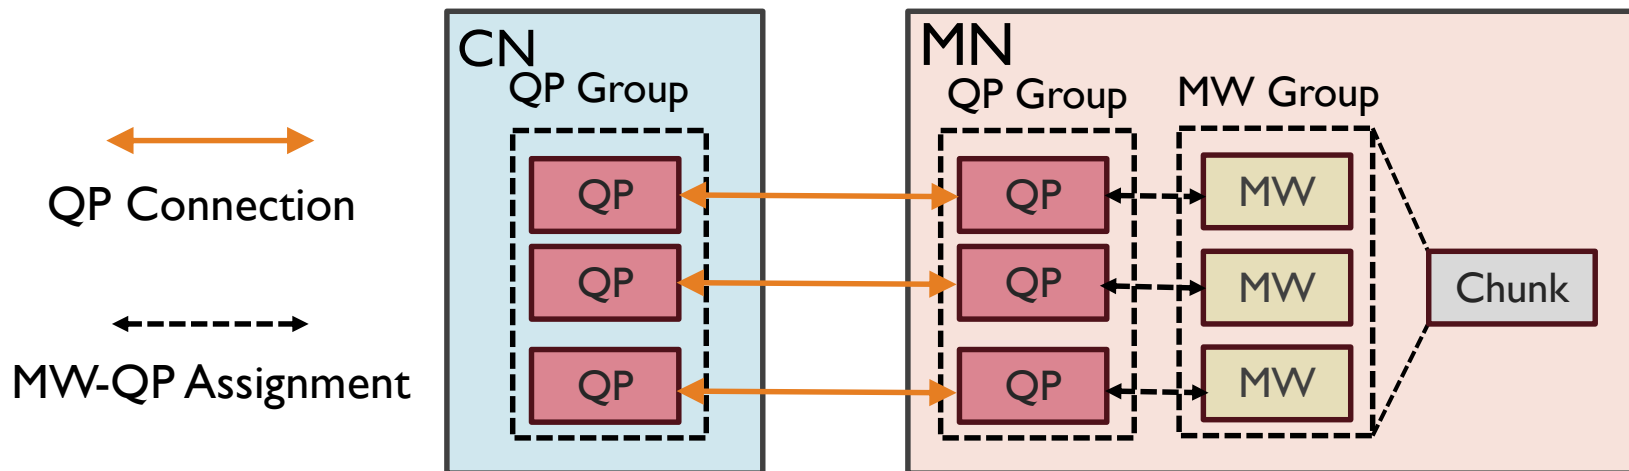 QP Connection
MW-QP Assignment
CN
QP Group
QP
QP
QP
MN
QP Group
MW Group
QP
MW
QP
MW
QP
MW
Chunk